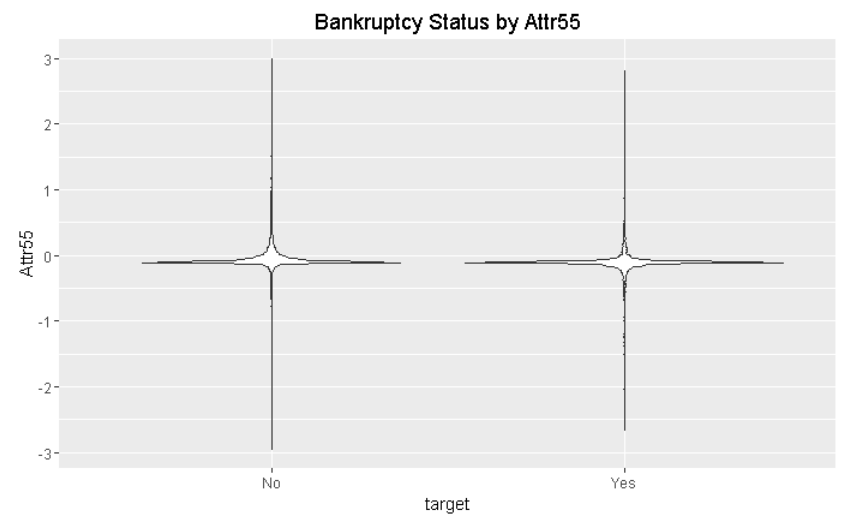 Bankruptcy Status by Attr55
Attr55
3
2
1
0
-1
-2
-3
No Yes
target